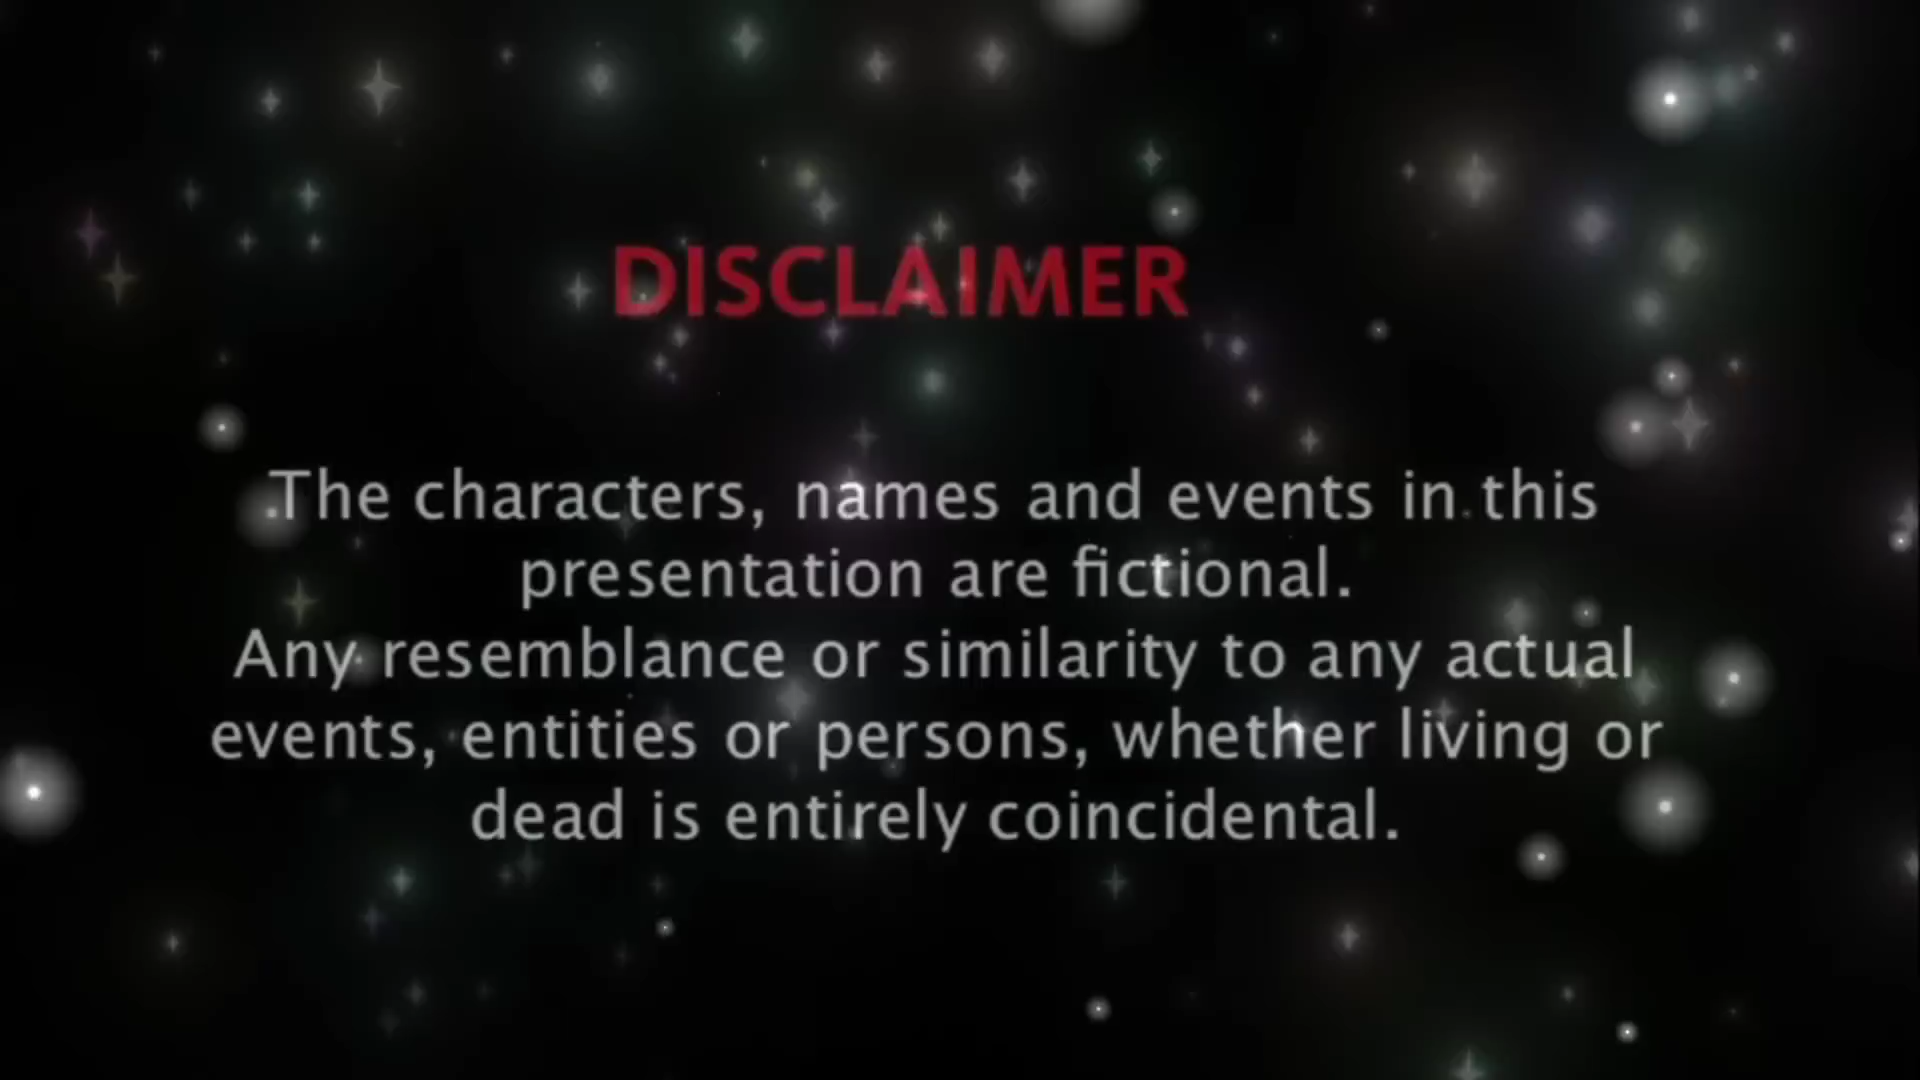 DISCLAIMER
The characters, names and events in this
presentation are fictional.
Any resemblance or similarity to any actual
events, entities or persons, whether living or
dead is entirely coincidental.